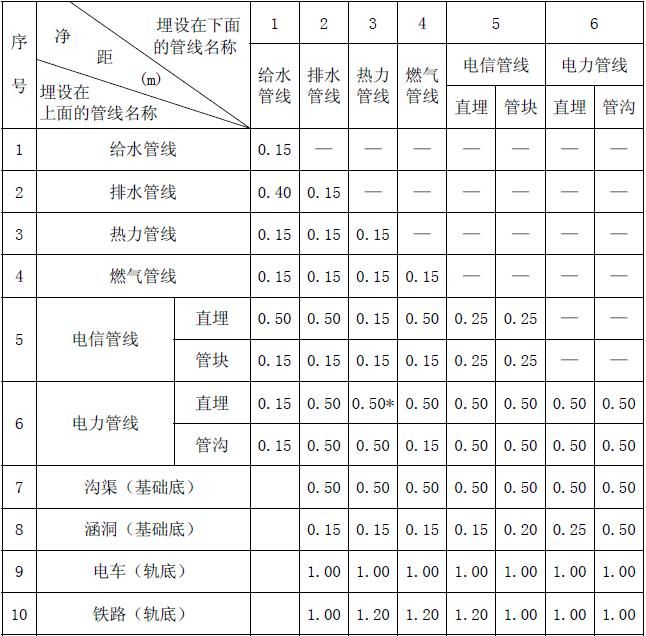 序号 净距(m) 埋设在下面的管线名称 埋设在上面的管线名称 1 2 3 4 5 6
给水管线 排水管线 热力管线 燃气管线 电信管线 电力管线
直埋 管块 直埋 管沟
1 给水管线 0.15 — — — — — — —
2 排水管线 0.40 0.15 — — — — — —
3 热力管线 0.15 0.15 0.15 — — — — —
4 燃气管线 0.15 0.15 0.15 0.15 — — — —
5 电信管线 直埋 0.50 0.50 0.15 0.50 0.25 0.25 — —
管块 0.15 0.15 0.15 0.15 0.25 0.25 — —
6 电力管线 直埋 0.15 0.50 0.50* 0.50 0.50 0.50 0.50 0.50
管沟 0.15 0.50 0.50 0.15 0.50 0.50 0.50 0.50
7 沟渠（基础底） 0.50 0.50 0.50 0.50 0.50 0.50 0.50
8 涵洞（基础底） 0.15 0.15 0.15 0.15 0.20 0.25 0.50
9 电车（轨底） 1.00 1.00 1.00 1.00 1.00 1.00 1.00
10 铁路（轨底） 1.00 1.20 1.20 1.20 1.00 1.00 1.00